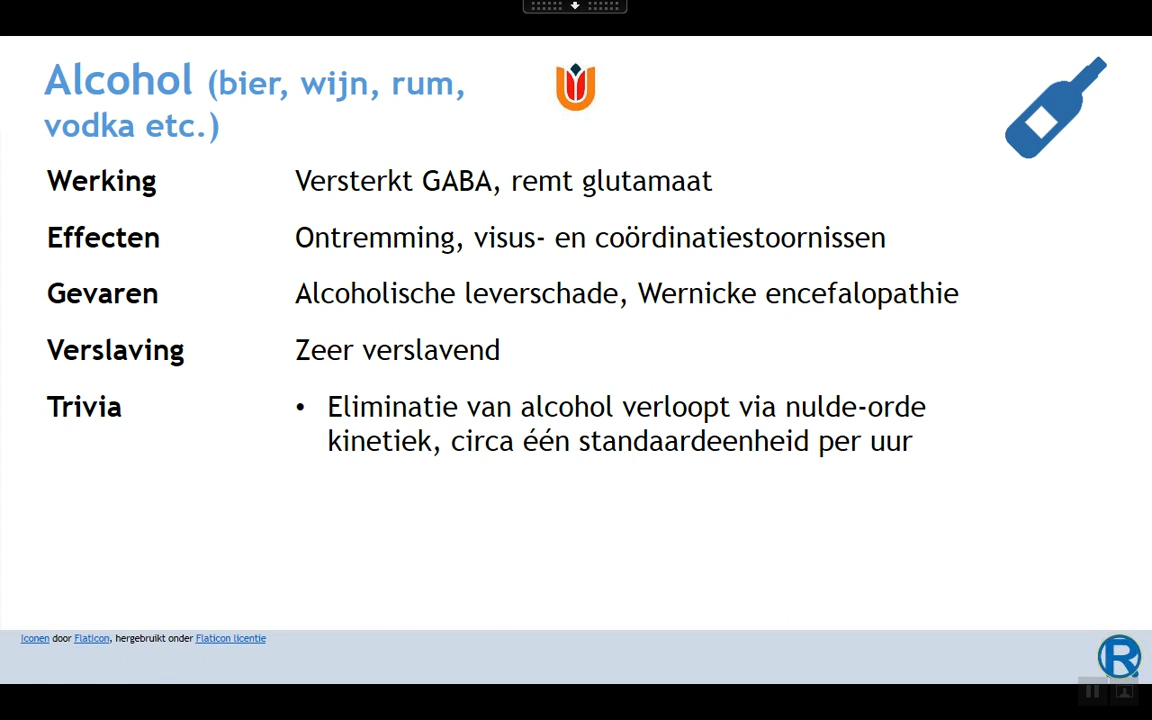 Alcohol (bier, wijn, rum,
vodka etc.)
Werking Versterkt GABA, remt glutamaat
Effecten Ontremming, visus- en coördinatiestoornissen
Gevaren Alcoholische leverschade, Wernicke encefalopathie
Verslaving Zeer verslavend
Trivia • Eliminatie van alcohol verloopt via nulde-orde
kinetiek, circa één standaardeenheid per uur
Iconen door Flaticon, hergebruikt onder Flaticon licentie
R